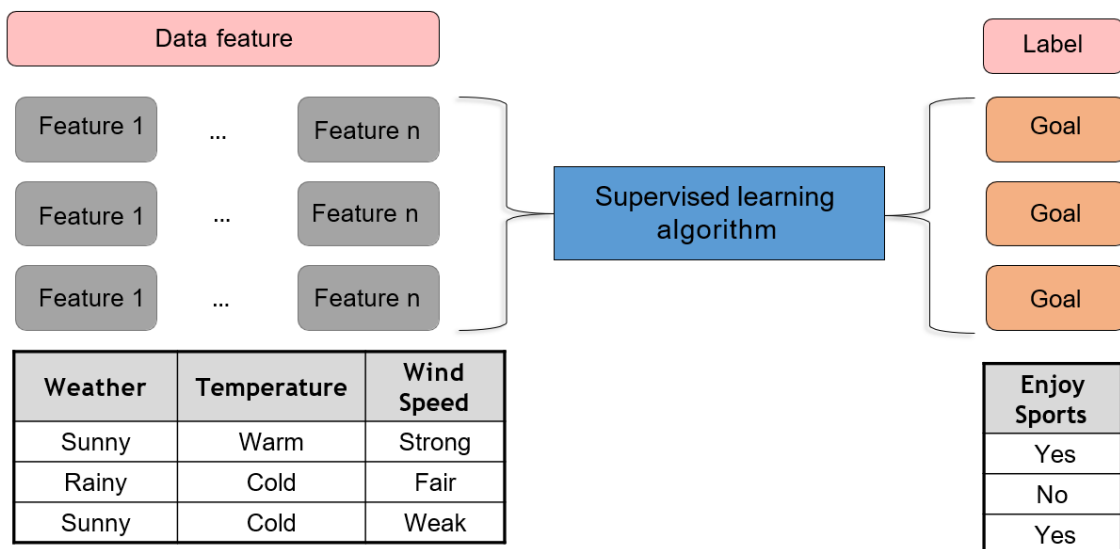 Data feature
Label
Feature 1 ... Feature n
Goal
Feature 1 ... Feature n
Goal
Feature 1 ... Feature n
Goal
Supervised learning
algorithm
Weather Temperature Wind Speed
Sunny Warm Strong
Rainy Cold Fair
Sunny Cold Weak
Enjoy
Sports
Yes
No
Yes